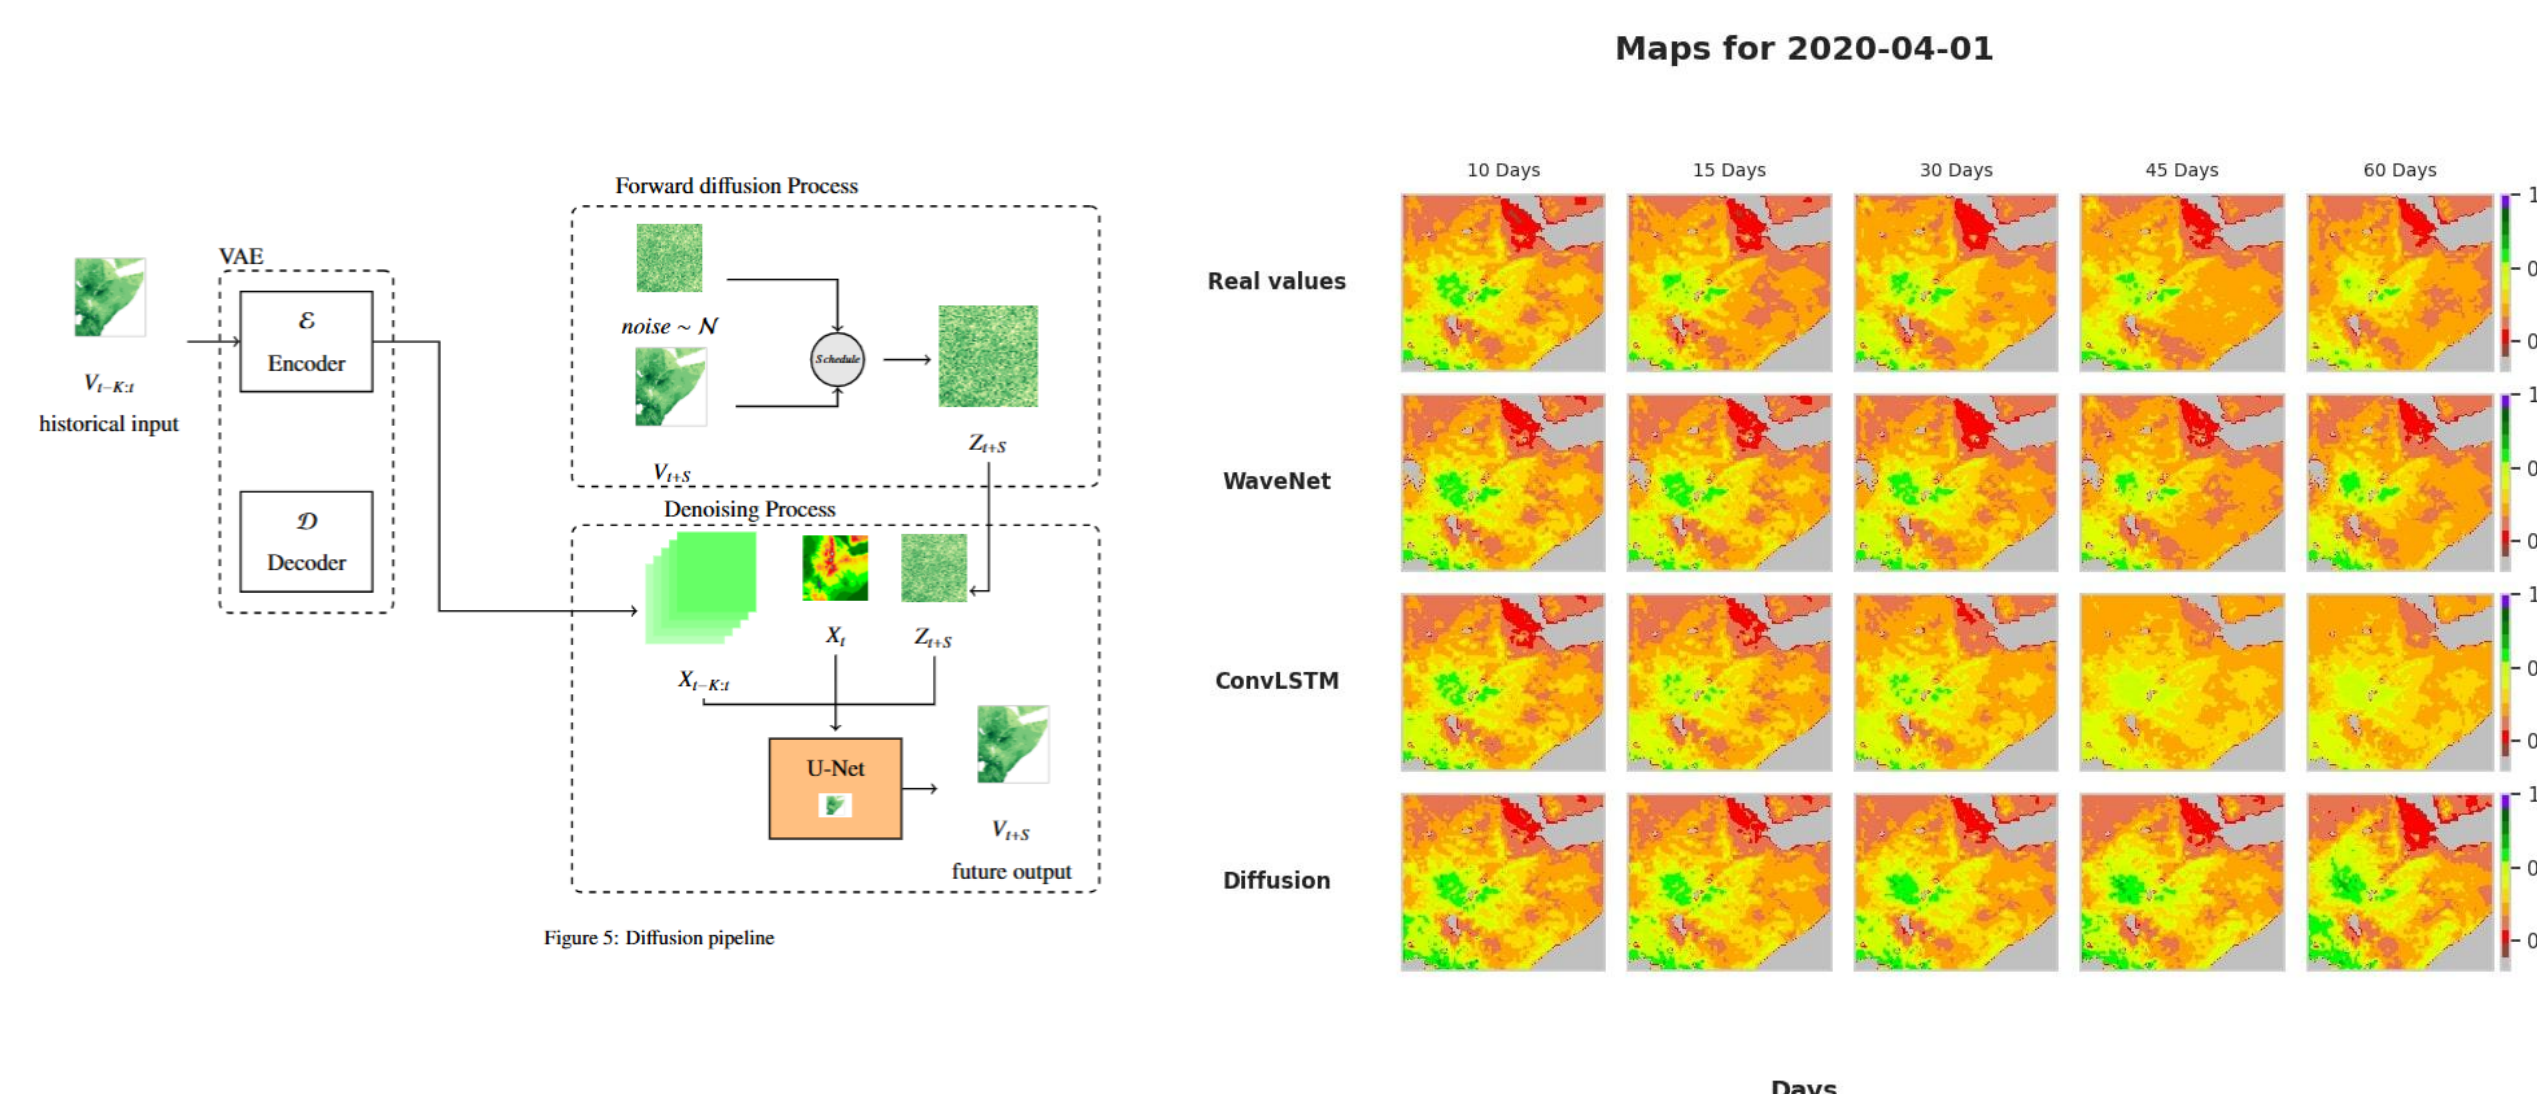 Forward diffusion Process
VAE
ℰ
Encoder
V_{t−K:t}
historical input
𝒟
Decoder
noise ~ 𝒩
Schedule
V_{t+S}
Z_{t+S}
Denoising Process
X_t
Z_{t+S}
X_{t−K:t}
U-Net
V_{t+S}
future output
Figure 5: Diffusion pipeline
Maps for 2020-04-01
10 Days
15 Days
30 Days
45 Days
60 Days
Real values
WaveNet
ConvLSTM
Diffusion
Days